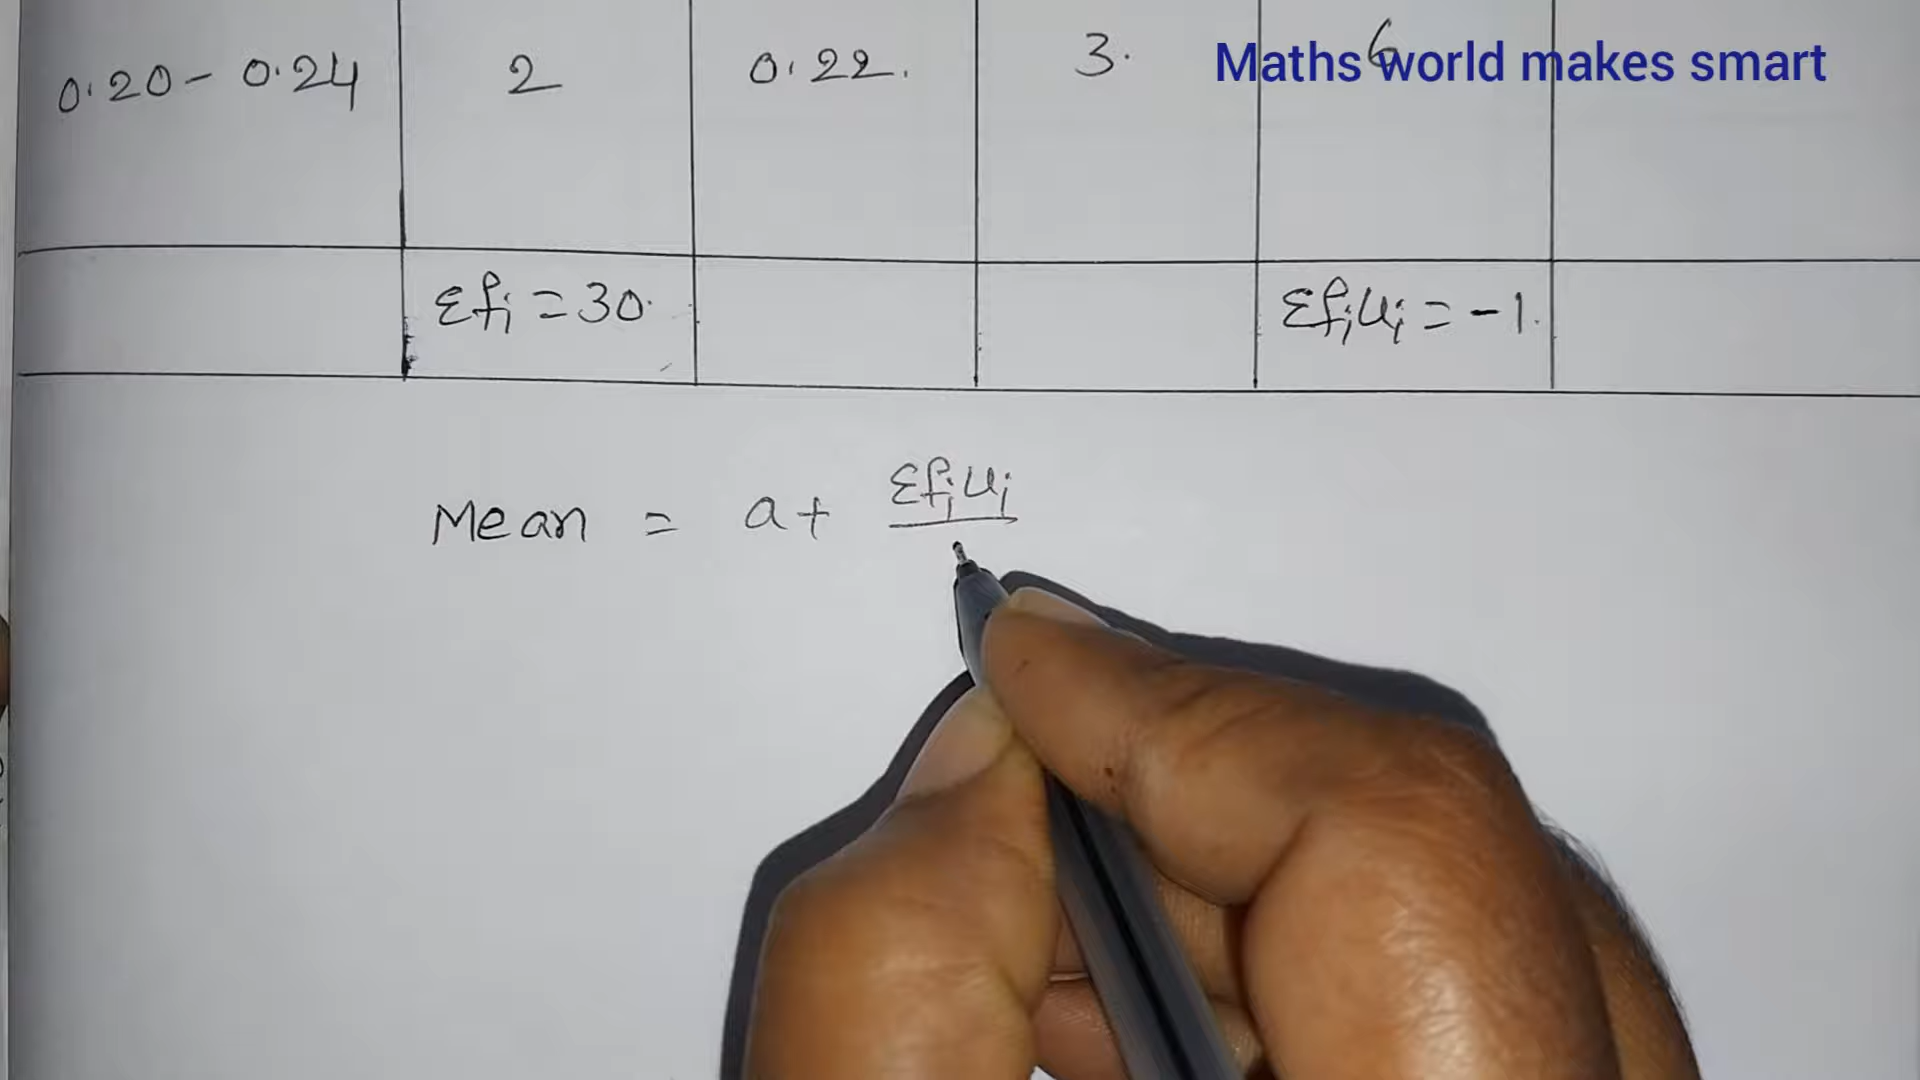 0.20 - 0.24 2 0.22. 3. 6
Maths world makes smart
Σfi = 30. Σfiui = -1.
Mean = a + Σfiui